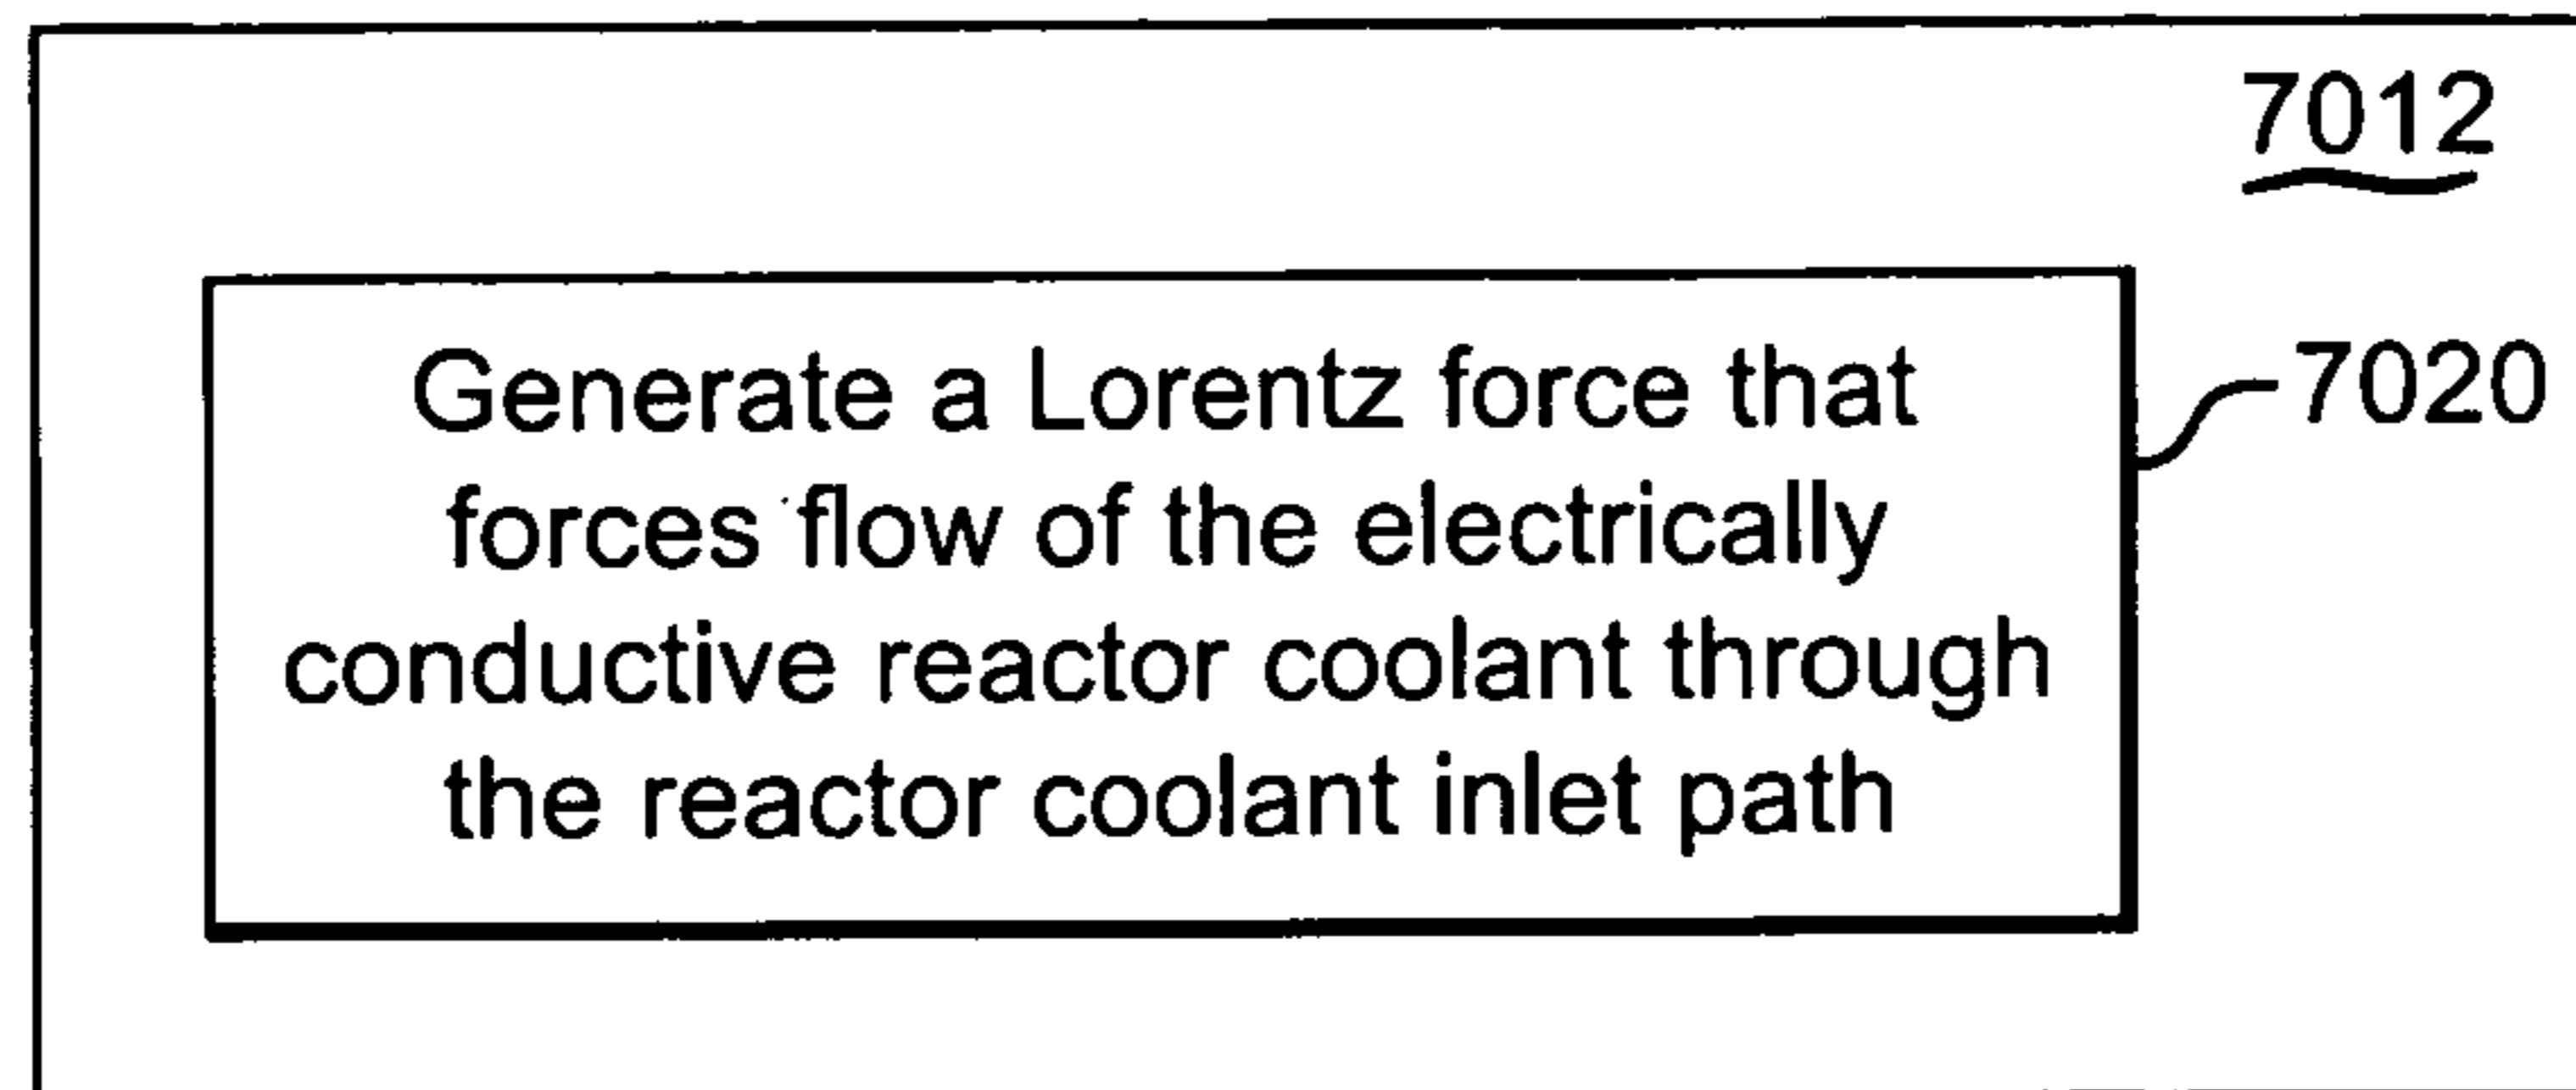 7012
Generate a Lorentz force that
7020
forces flow of the electrically
conductive reactor coolant through
the reactor coolant inlet path